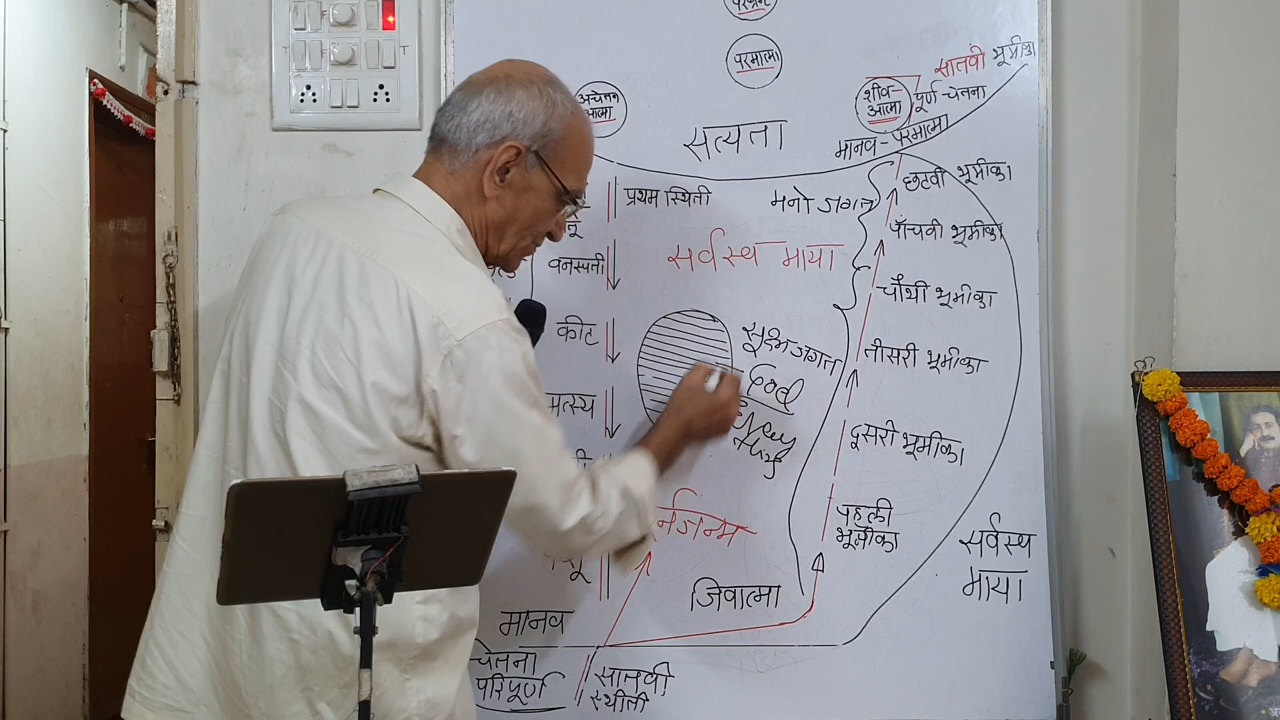 परमात्मा
अचेतन
आत्मा
सत्यता
शीव-
आत्मा
सातवी भूमीका
पूर्ण-चेतना
मानव-परमात्मा
प्रथम स्थिती
मनो जगत
छटवी भूमीका
पाँचवी भूमीका
सर्वस्थ माया
वनस्पती
चौथी भूमीका
कीट
सूक्ष्म जगत
तीसरी भूमीका
मत्स्य
दूसरी भूमीका
पहली
भूमीका
सर्वस्थ
माया
जिवात्मा
मानव
चेतना
परिपूर्ण
सातवी
स्थीती